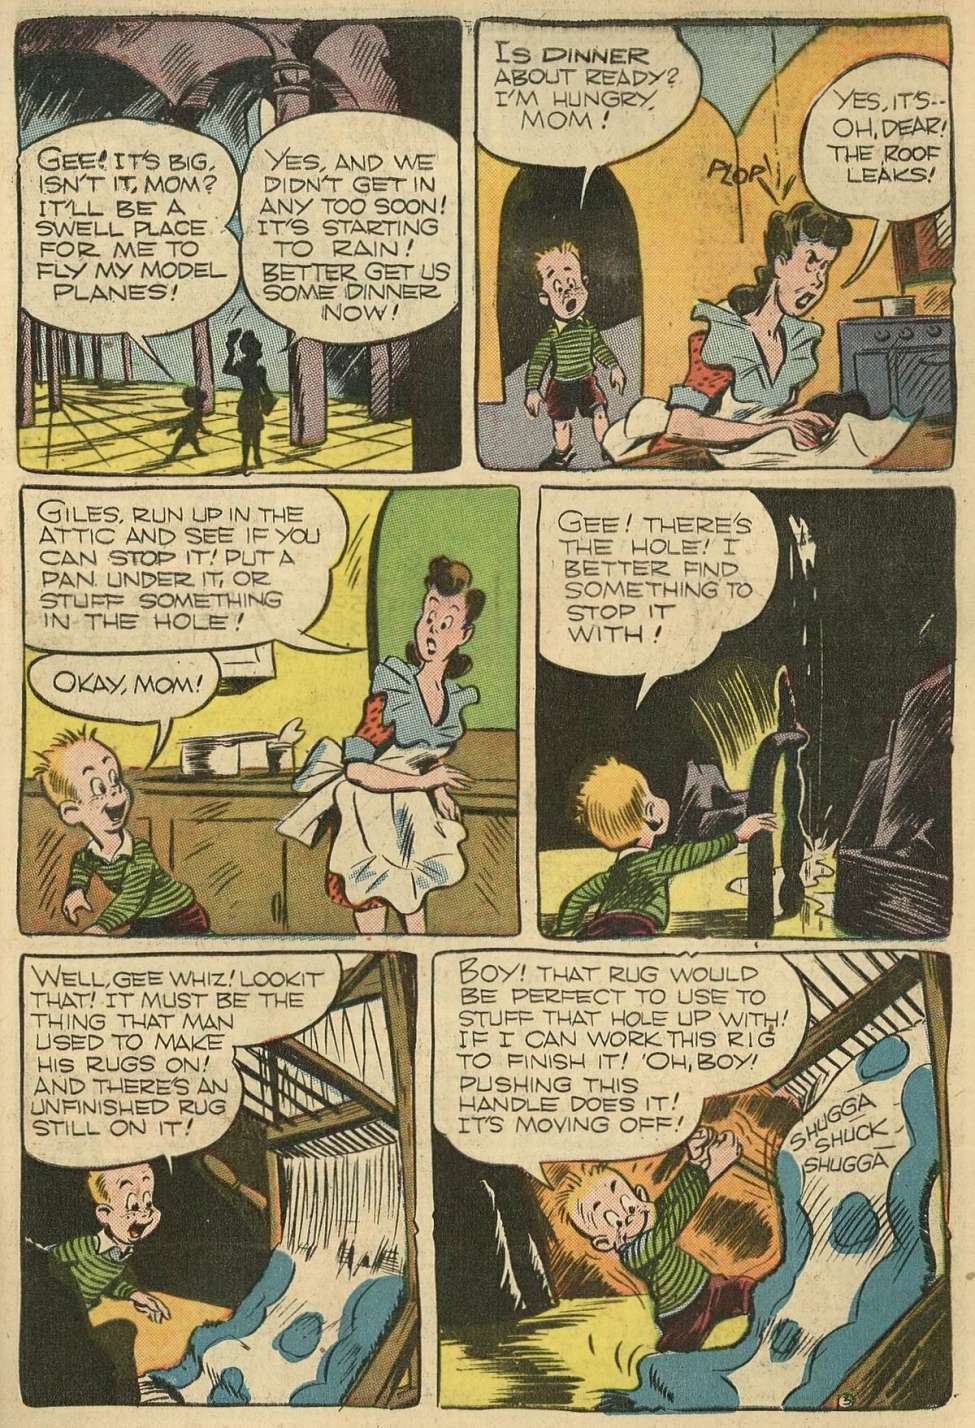 GEE! IT'S BIG,
ISN'T IT, MOM?
IT'LL BE A
SWELL PLACE
FOR ME TO
FLY MY MODEL
PLANES!
YES, AND WE
DIDN'T GET IN
ANY TOO SOON!
IT'S STARTING
TO RAIN!
BETTER GET US
SOME DINNER
NOW!
IS DINNER
ABOUT READY?
I'M HUNGRY,
MOM!
PLOP!
YES, IT'S--
OH, DEAR!
THE ROOF
LEAKS!
GILES, RUN UP IN THE
ATTIC AND SEE IF YOU
CAN STOP IT! PUT A
PAN UNDER IT, OR
STUFF SOMETHING
IN THE HOLE!
OKAY, MOM!
GEE! THERE'S
THE HOLE! I
BETTER FIND
SOMETHING TO
STOP IT
WITH!
WELL, GEE WHIZ! LOOKIT
THAT! IT MUST BE THE
THING THAT MAN
USED TO MAKE
HIS RUGS ON!
AND THERE'S AN
UNFINISHED RUG
STILL ON IT!
BOY! THAT RUG WOULD
BE PERFECT TO USE TO
STUFF THAT HOLE UP WITH!
IF I CAN WORK THIS RIG
TO FINISH IT! 'OH, BOY!
PUSHING THIS
HANDLE DOES IT!
IT'S MOVING OFF!
SHUGGA
SHUCK-
SHUGGA
3